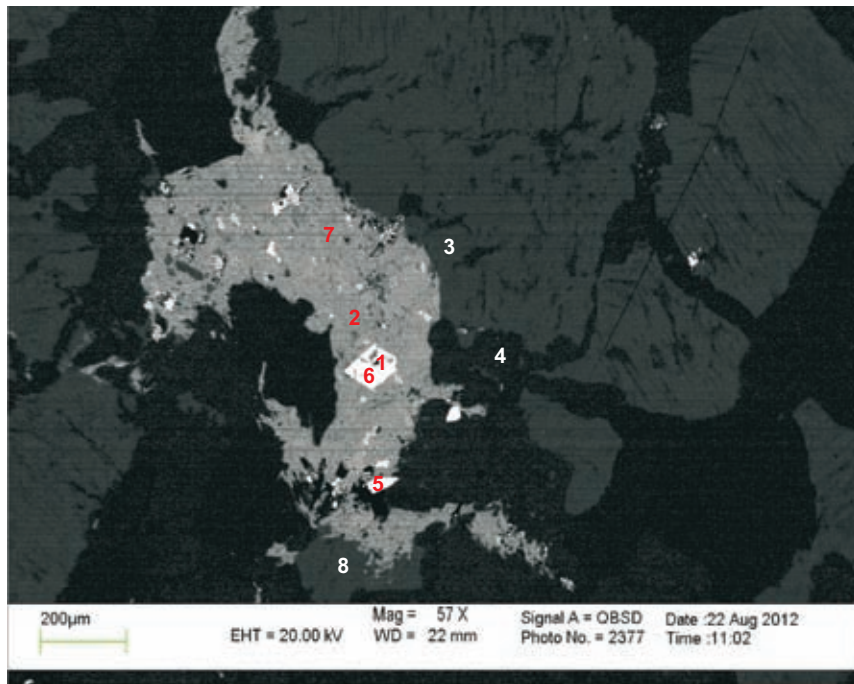 7
3
2
4
1
6
5
8
200µm
EHT = 20.00 kV
Mag = 57 X
WD = 22 mm
Signal A = QBSD
Photo No. = 2377
Date :22 Aug 2012
Time :11:02